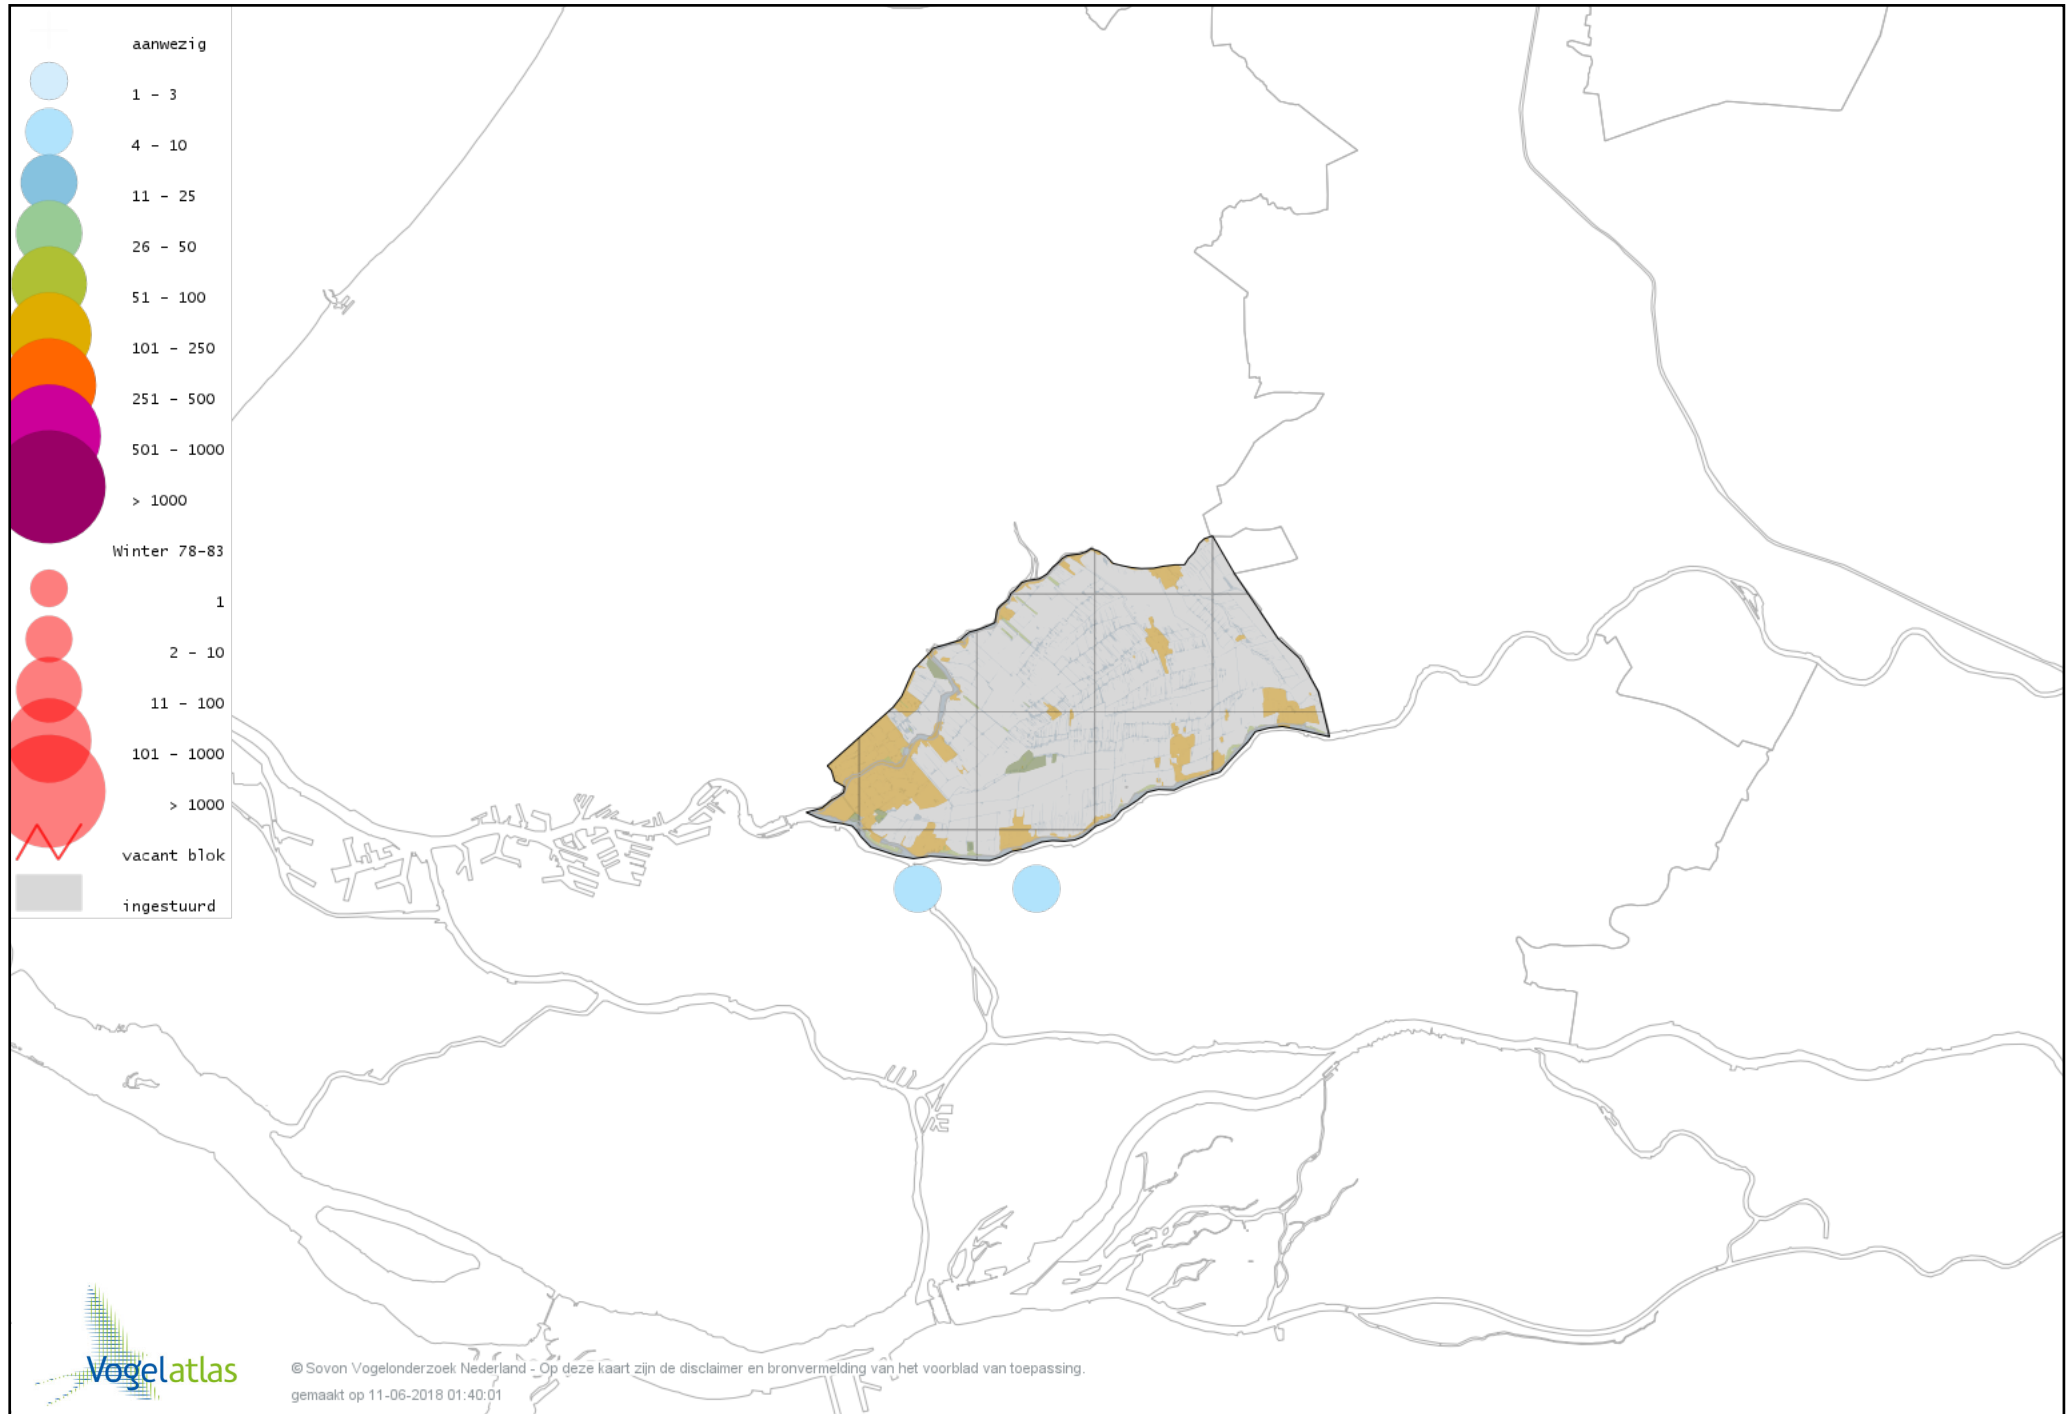 aanwezig
1 – 3
4 – 10
11 – 25
26 – 50
51 – 100
101 – 250
251 – 500
501 – 1000
> 1000
Winter 78–83
1
2 – 10
11 – 100
101 – 1000
> 1000
vacant blok
ingestuurd
Vogelatlas
© Sovon Vogelonderzoek Nederland - Op deze kaart zijn de disclaimer en bronvermelding van het voorblad van toepassing.
gemaakt op 11-06-2018 01:40:01